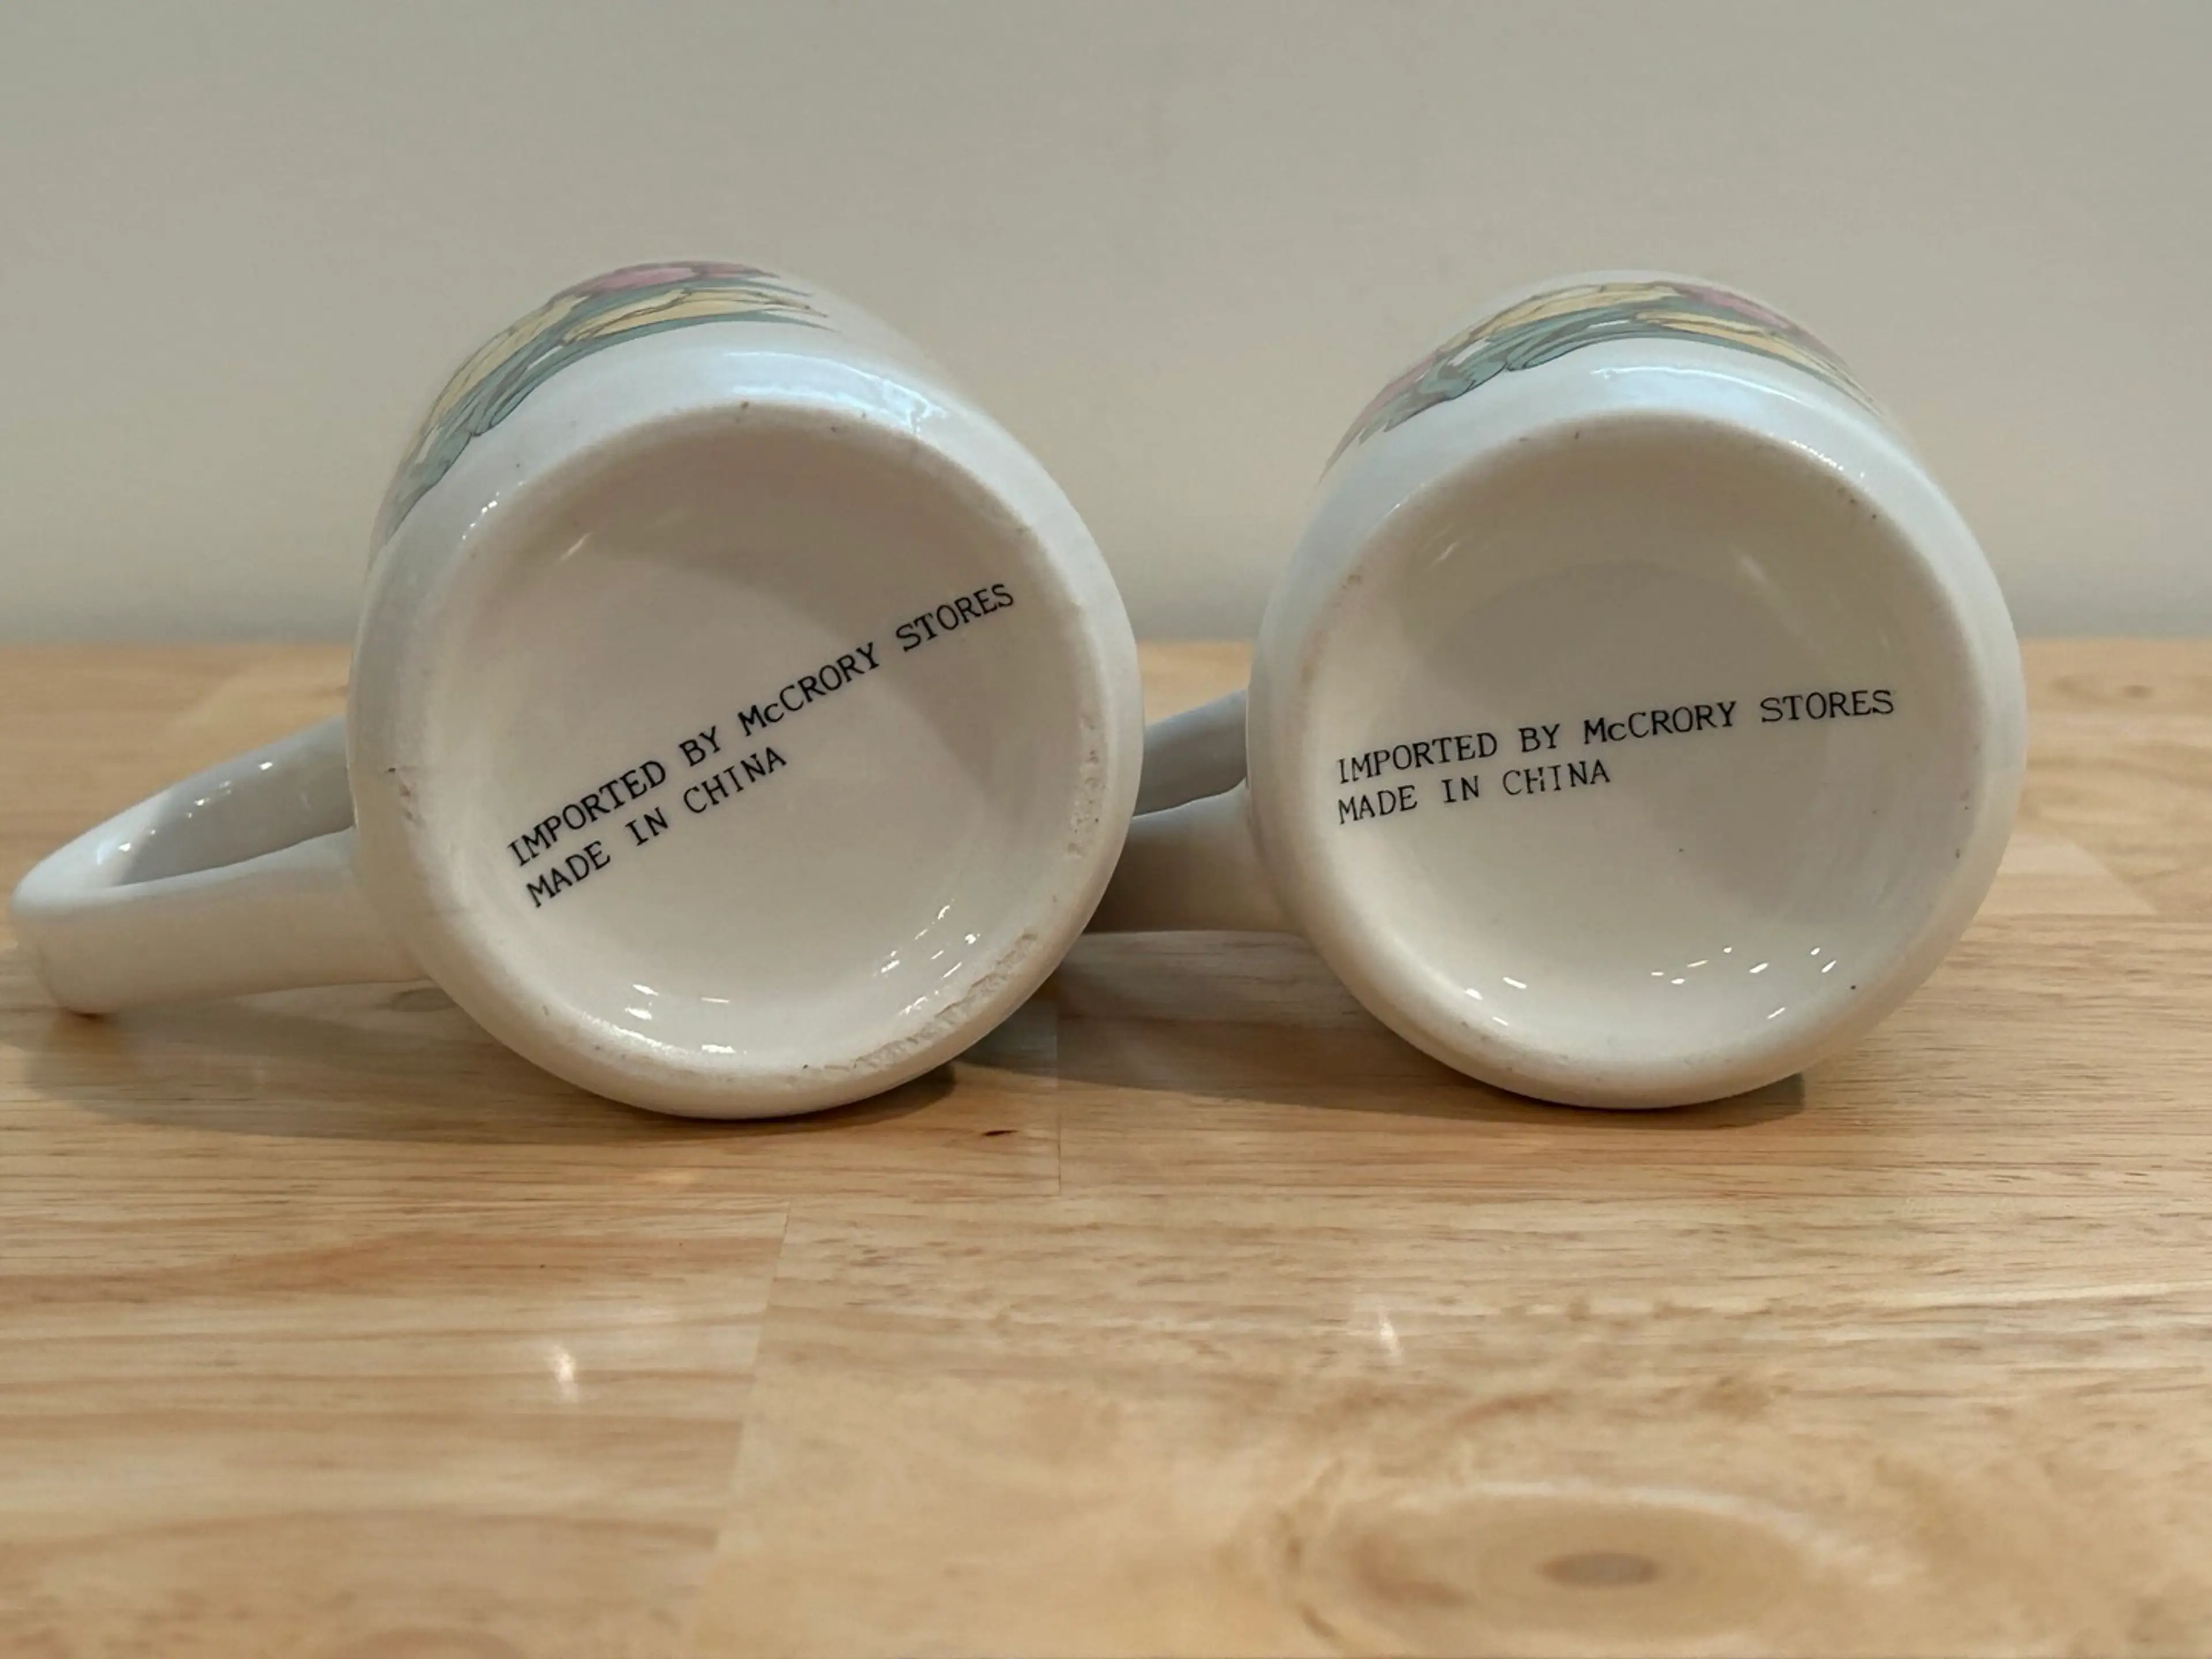 IMPORTED BY McCRORY STORES
MADE IN CHINA
IMPORTED BY McCRORY STORES
MADE IN CHINA